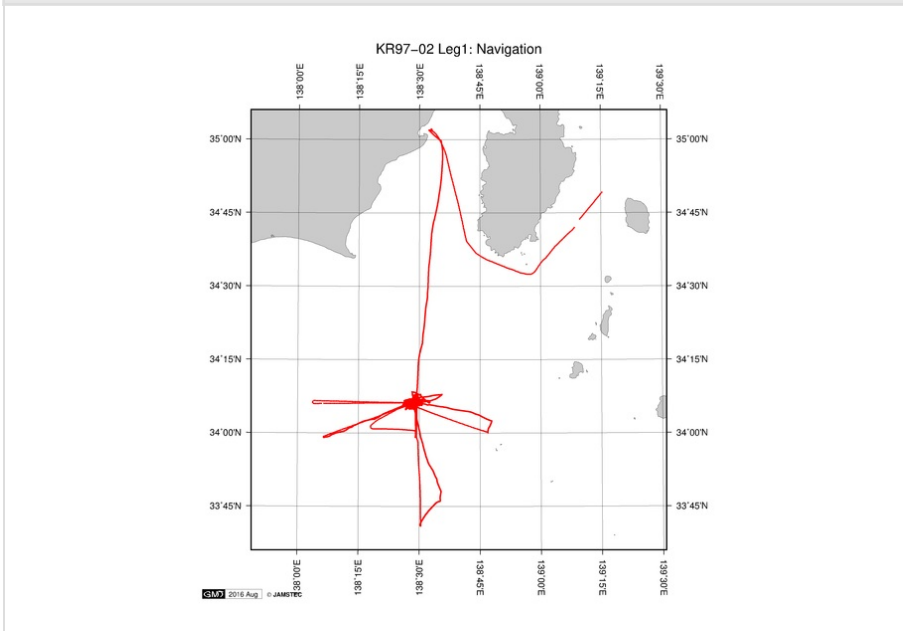 KR97−02 Leg1: Navigation
138˚00'E 138˚15'E 138˚30'E 138˚45'E 139˚00'E 139˚15'E 139˚30'E
35˚00'N 35˚00'N
34˚45'N 34˚45'N
34˚30'N 34˚30'N
34˚15'N 34˚15'N
34˚00'N 34˚00'N
33˚45'N 33˚45'N
138˚00'E 138˚15'E 138˚30'E 138˚45'E 139˚00'E 139˚15'E 139˚30'E
GMD 2016 Aug © JAMSTEC